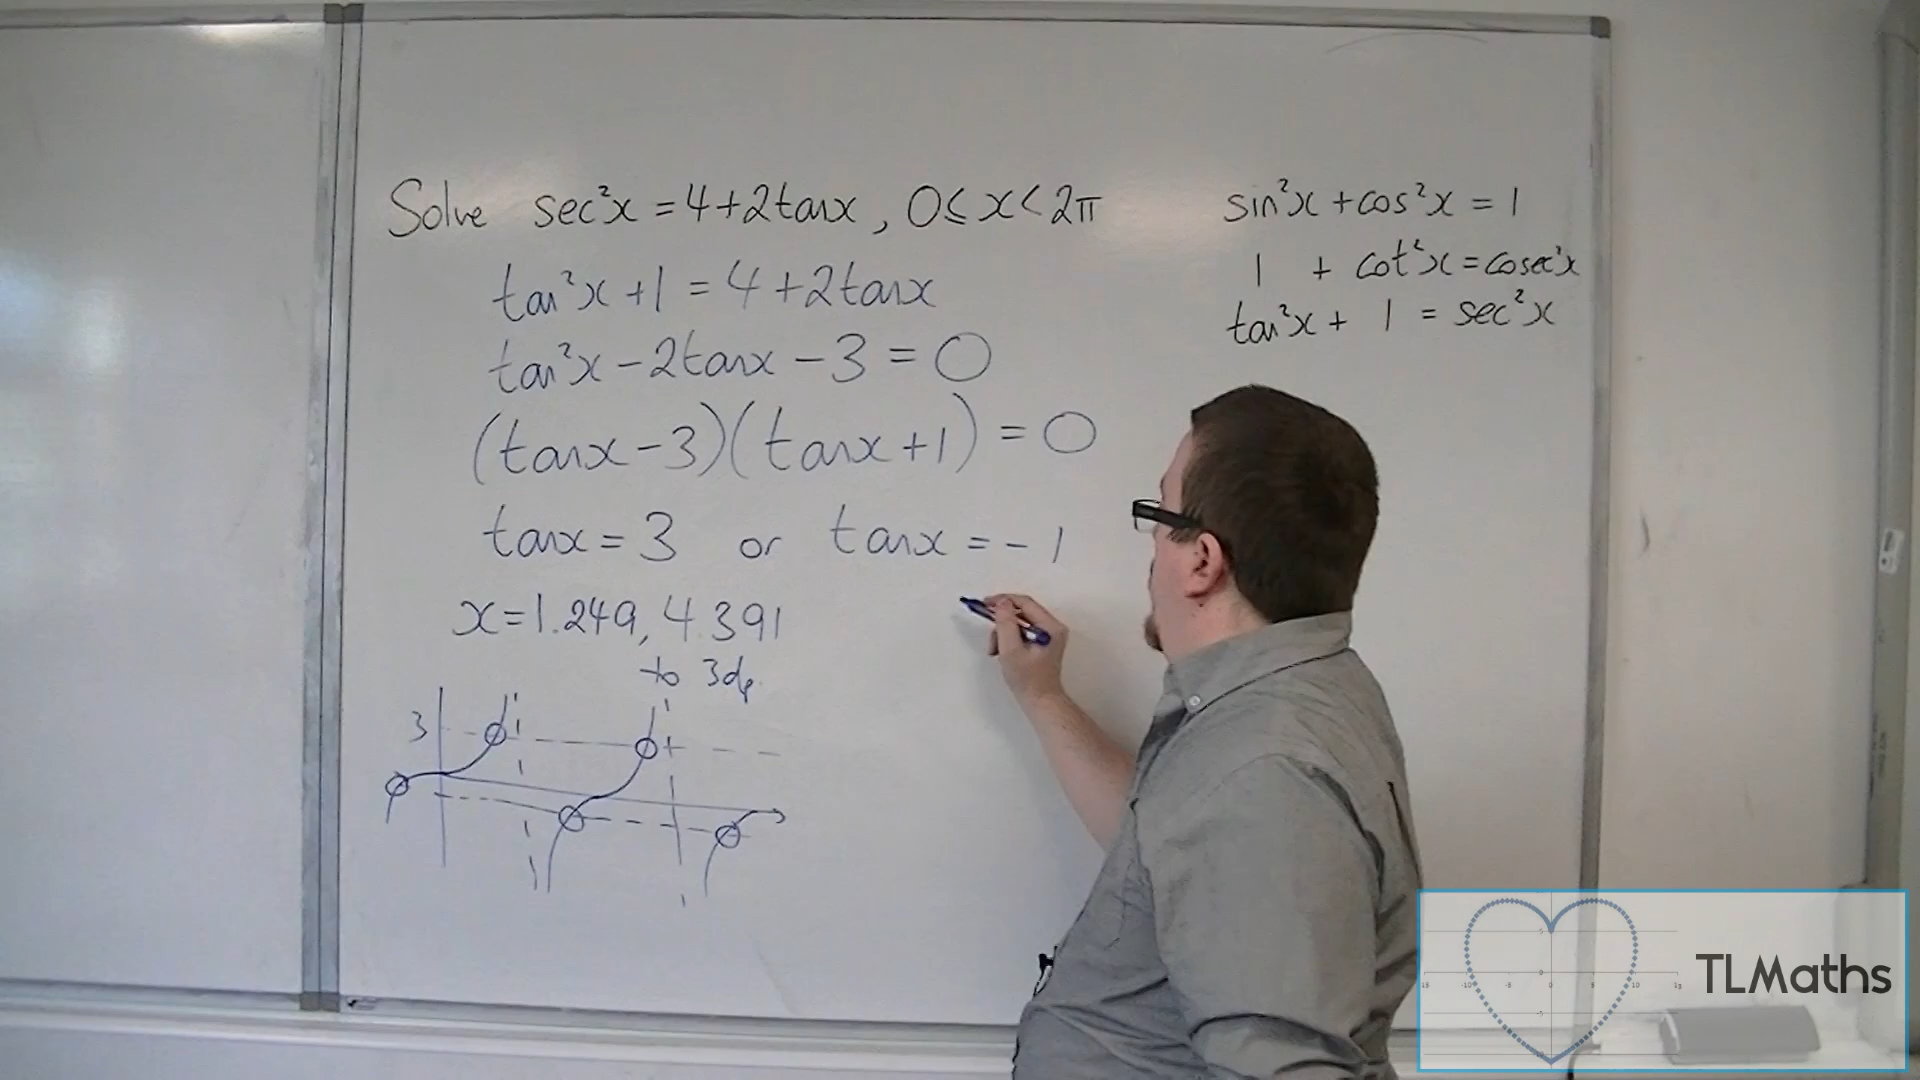 Solve sec²x = 4+2tanx, 0≤x<2π
tan²x+1 = 4+2tanx
tan²x-2tanx-3 = 0
(tanx-3)(tanx+1) = 0
tanx = 3 or tanx = -1
x=1.249, 4.391
to 3dp
3
sin²x+cos²x = 1
1 + cot²x = cosec²x
tan²x + 1 = sec²x
TLMaths